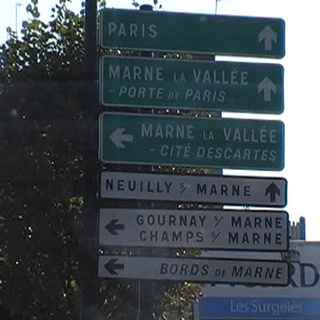 PARIS
MARNE LA VALLÉE
- PORTE DE PARIS
MARNE LA VALLÉE
- CITÉ DESCARTES
NEUILLY S/ MARNE
GOURNAY S/ MARNE
CHAMPS S/ MARNE
BORDS DE MARNE
Les Surgelés